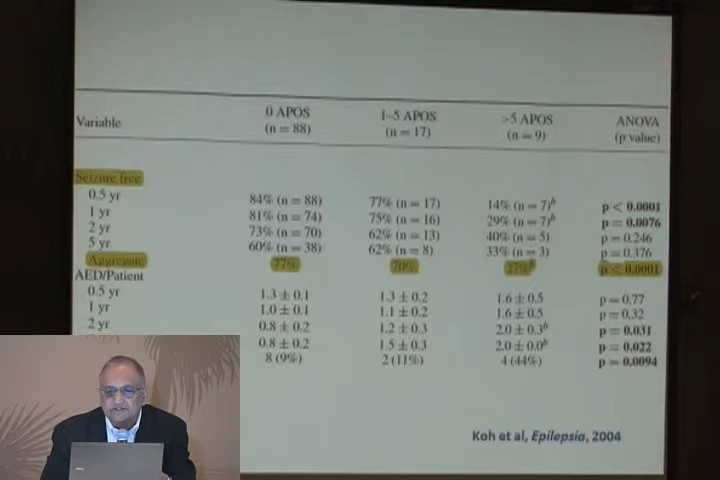 Variable 0 APOS 1–5 APOS >5 APOS ANOVA
(n = 88) (n = 17) (n = 9) (p value)
Seizure free
0.5 yr 84% (n = 88) 77% (n = 17) 14% (n = 7)b p < 0.0001
1 yr 81% (n = 74) 75% (n = 16) 29% (n = 7)b p = 0.0076
2 yr 73% (n = 70) 62% (n = 13) 40% (n = 5) p = 0.246
5 yr 60% (n = 38) 62% (n = 8) 33% (n = 3) p = 0.376
Aggregate 77% 70% 27%b p < 0.0001
AED/Patient
0.5 yr 1.3 ± 0.1 1.3 ± 0.2 1.6 ± 0.5 p = 0.77
1 yr 1.0 ± 0.1 1.1 ± 0.2 1.6 ± 0.5 p = 0.32
2 yr 0.8 ± 0.2 1.2 ± 0.3 2.0 ± 0.3b p = 0.031
0.8 ± 0.2 1.5 ± 0.3 2.0 ± 0.0b p = 0.022
8 (9%) 2 (11%) 4 (44%) p = 0.0094
Koh et al, Epilepsia, 2004